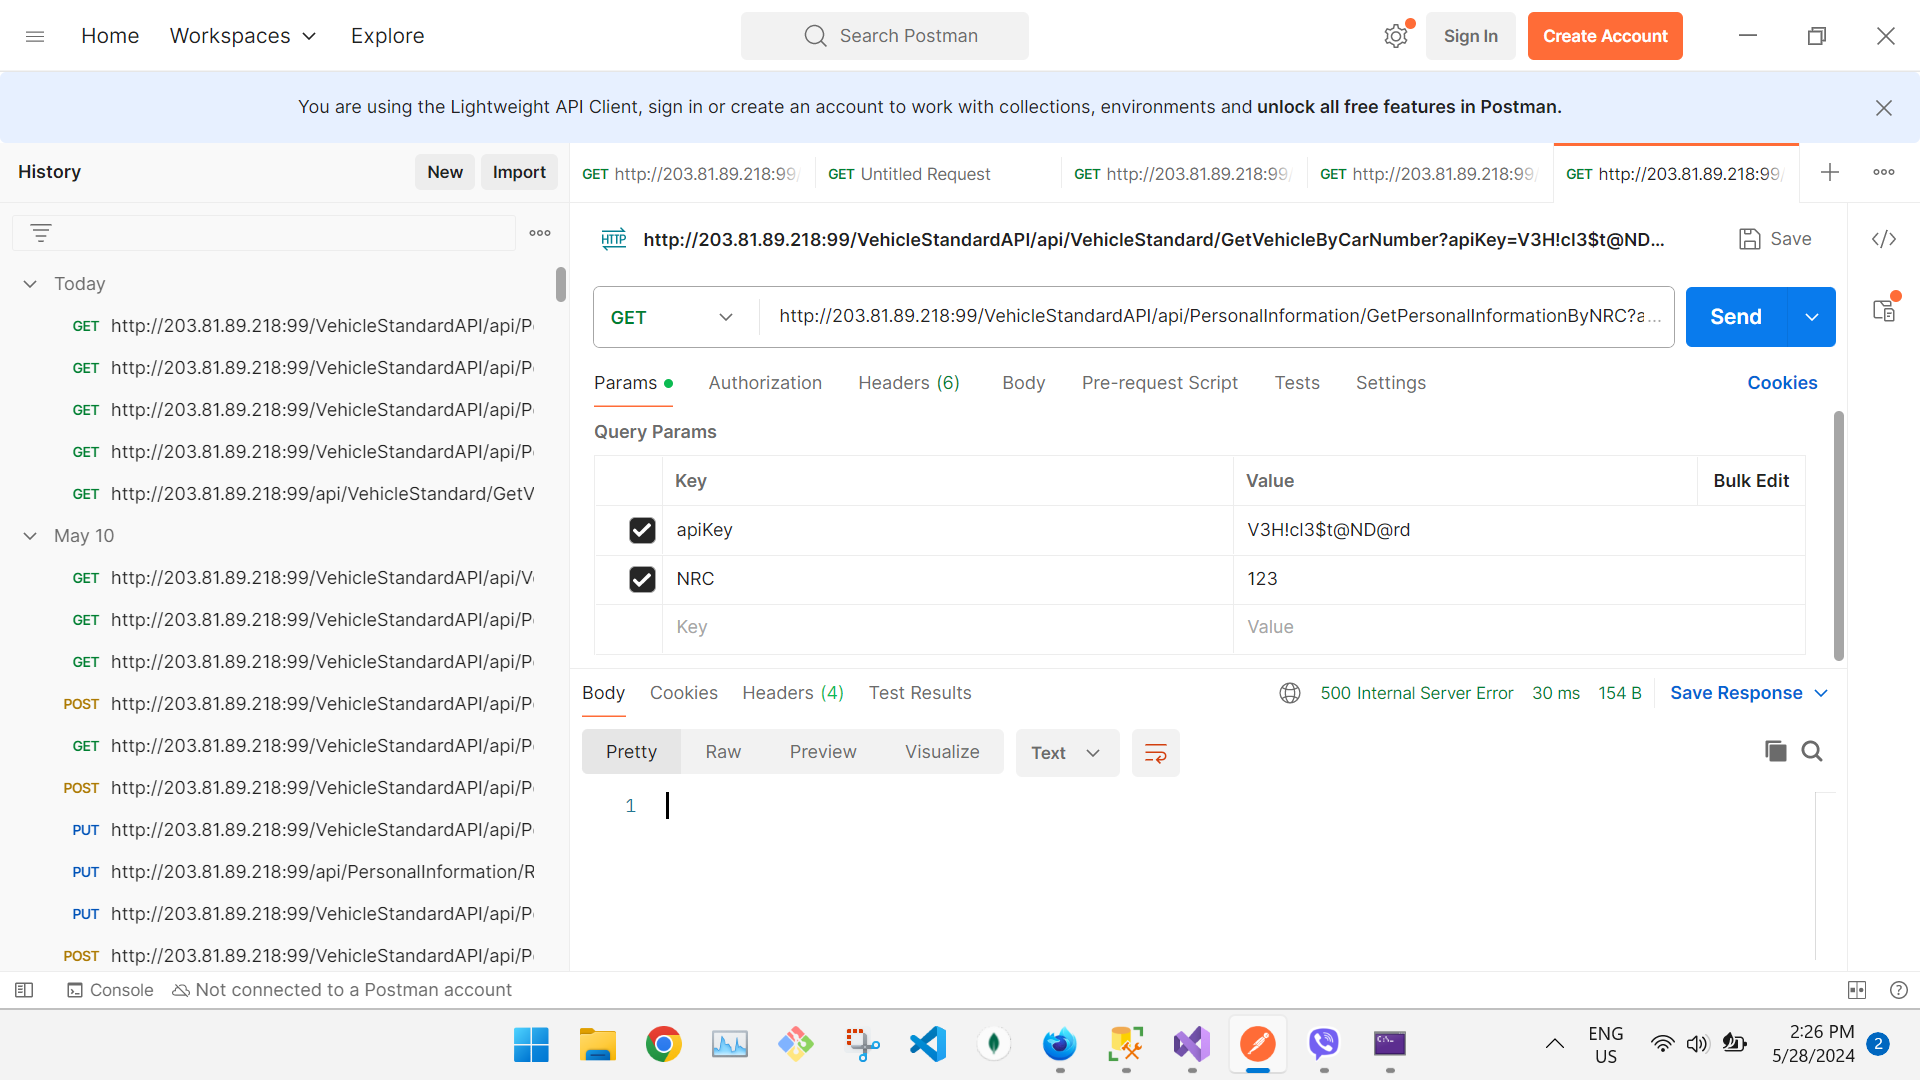 Home
Workspaces
Explore
Search Postman
Sign In
Create Account
You are using the Lightweight API Client, sign in or create an account to work with collections, environments and unlock all free features in Postman.
History
New
Import
GET http://203.81.89.218:99/
GET Untitled Request
GET http://203.81.89.218:99/
GET http://203.81.89.218:99/
GET http://203.81.89.218:99/
Today
GET http://203.81.89.218:99/VehicleStandardAPI/api/P
GET http://203.81.89.218:99/VehicleStandardAPI/api/P
GET http://203.81.89.218:99/VehicleStandardAPI/api/P
GET http://203.81.89.218:99/VehicleStandardAPI/api/P
GET http://203.81.89.218:99/api/VehicleStandard/GetV
May 10
GET http://203.81.89.218:99/VehicleStandardAPI/api/V
GET http://203.81.89.218:99/VehicleStandardAPI/api/P
GET http://203.81.89.218:99/VehicleStandardAPI/api/P
POST http://203.81.89.218:99/VehicleStandardAPI/api/P
GET http://203.81.89.218:99/VehicleStandardAPI/api/P
POST http://203.81.89.218:99/VehicleStandardAPI/api/P
PUT http://203.81.89.218:99/VehicleStandardAPI/api/P
PUT http://203.81.89.218:99/api/PersonalInformation/R
PUT http://203.81.89.218:99/VehicleStandardAPI/api/P
POST http://203.81.89.218:99/VehicleStandardAPI/api/P
HTTP http://203.81.89.218:99/VehicleStandardAPI/api/VehicleStandard/GetVehicleByCarNumber?apiKey=V3H!cl3$t@ND...
Save
GET
http://203.81.89.218:99/VehicleStandardAPI/api/PersonalInformation/GetPersonalInformationByNRC?a...
Send
Params
Authorization
Headers (6)
Body
Pre-request Script
Tests
Settings
Cookies
Query Params
Key
Value
Bulk Edit
apiKey
V3H!cl3$t@ND@rd
NRC
123
Key
Value
Body
Cookies
Headers (4)
Test Results
500 Internal Server Error
30 ms
154 B
Save Response
Pretty
Raw
Preview
Visualize
Text
1
Console
Not connected to a Postman account
ENG
US
2:26 PM
5/28/2024
2